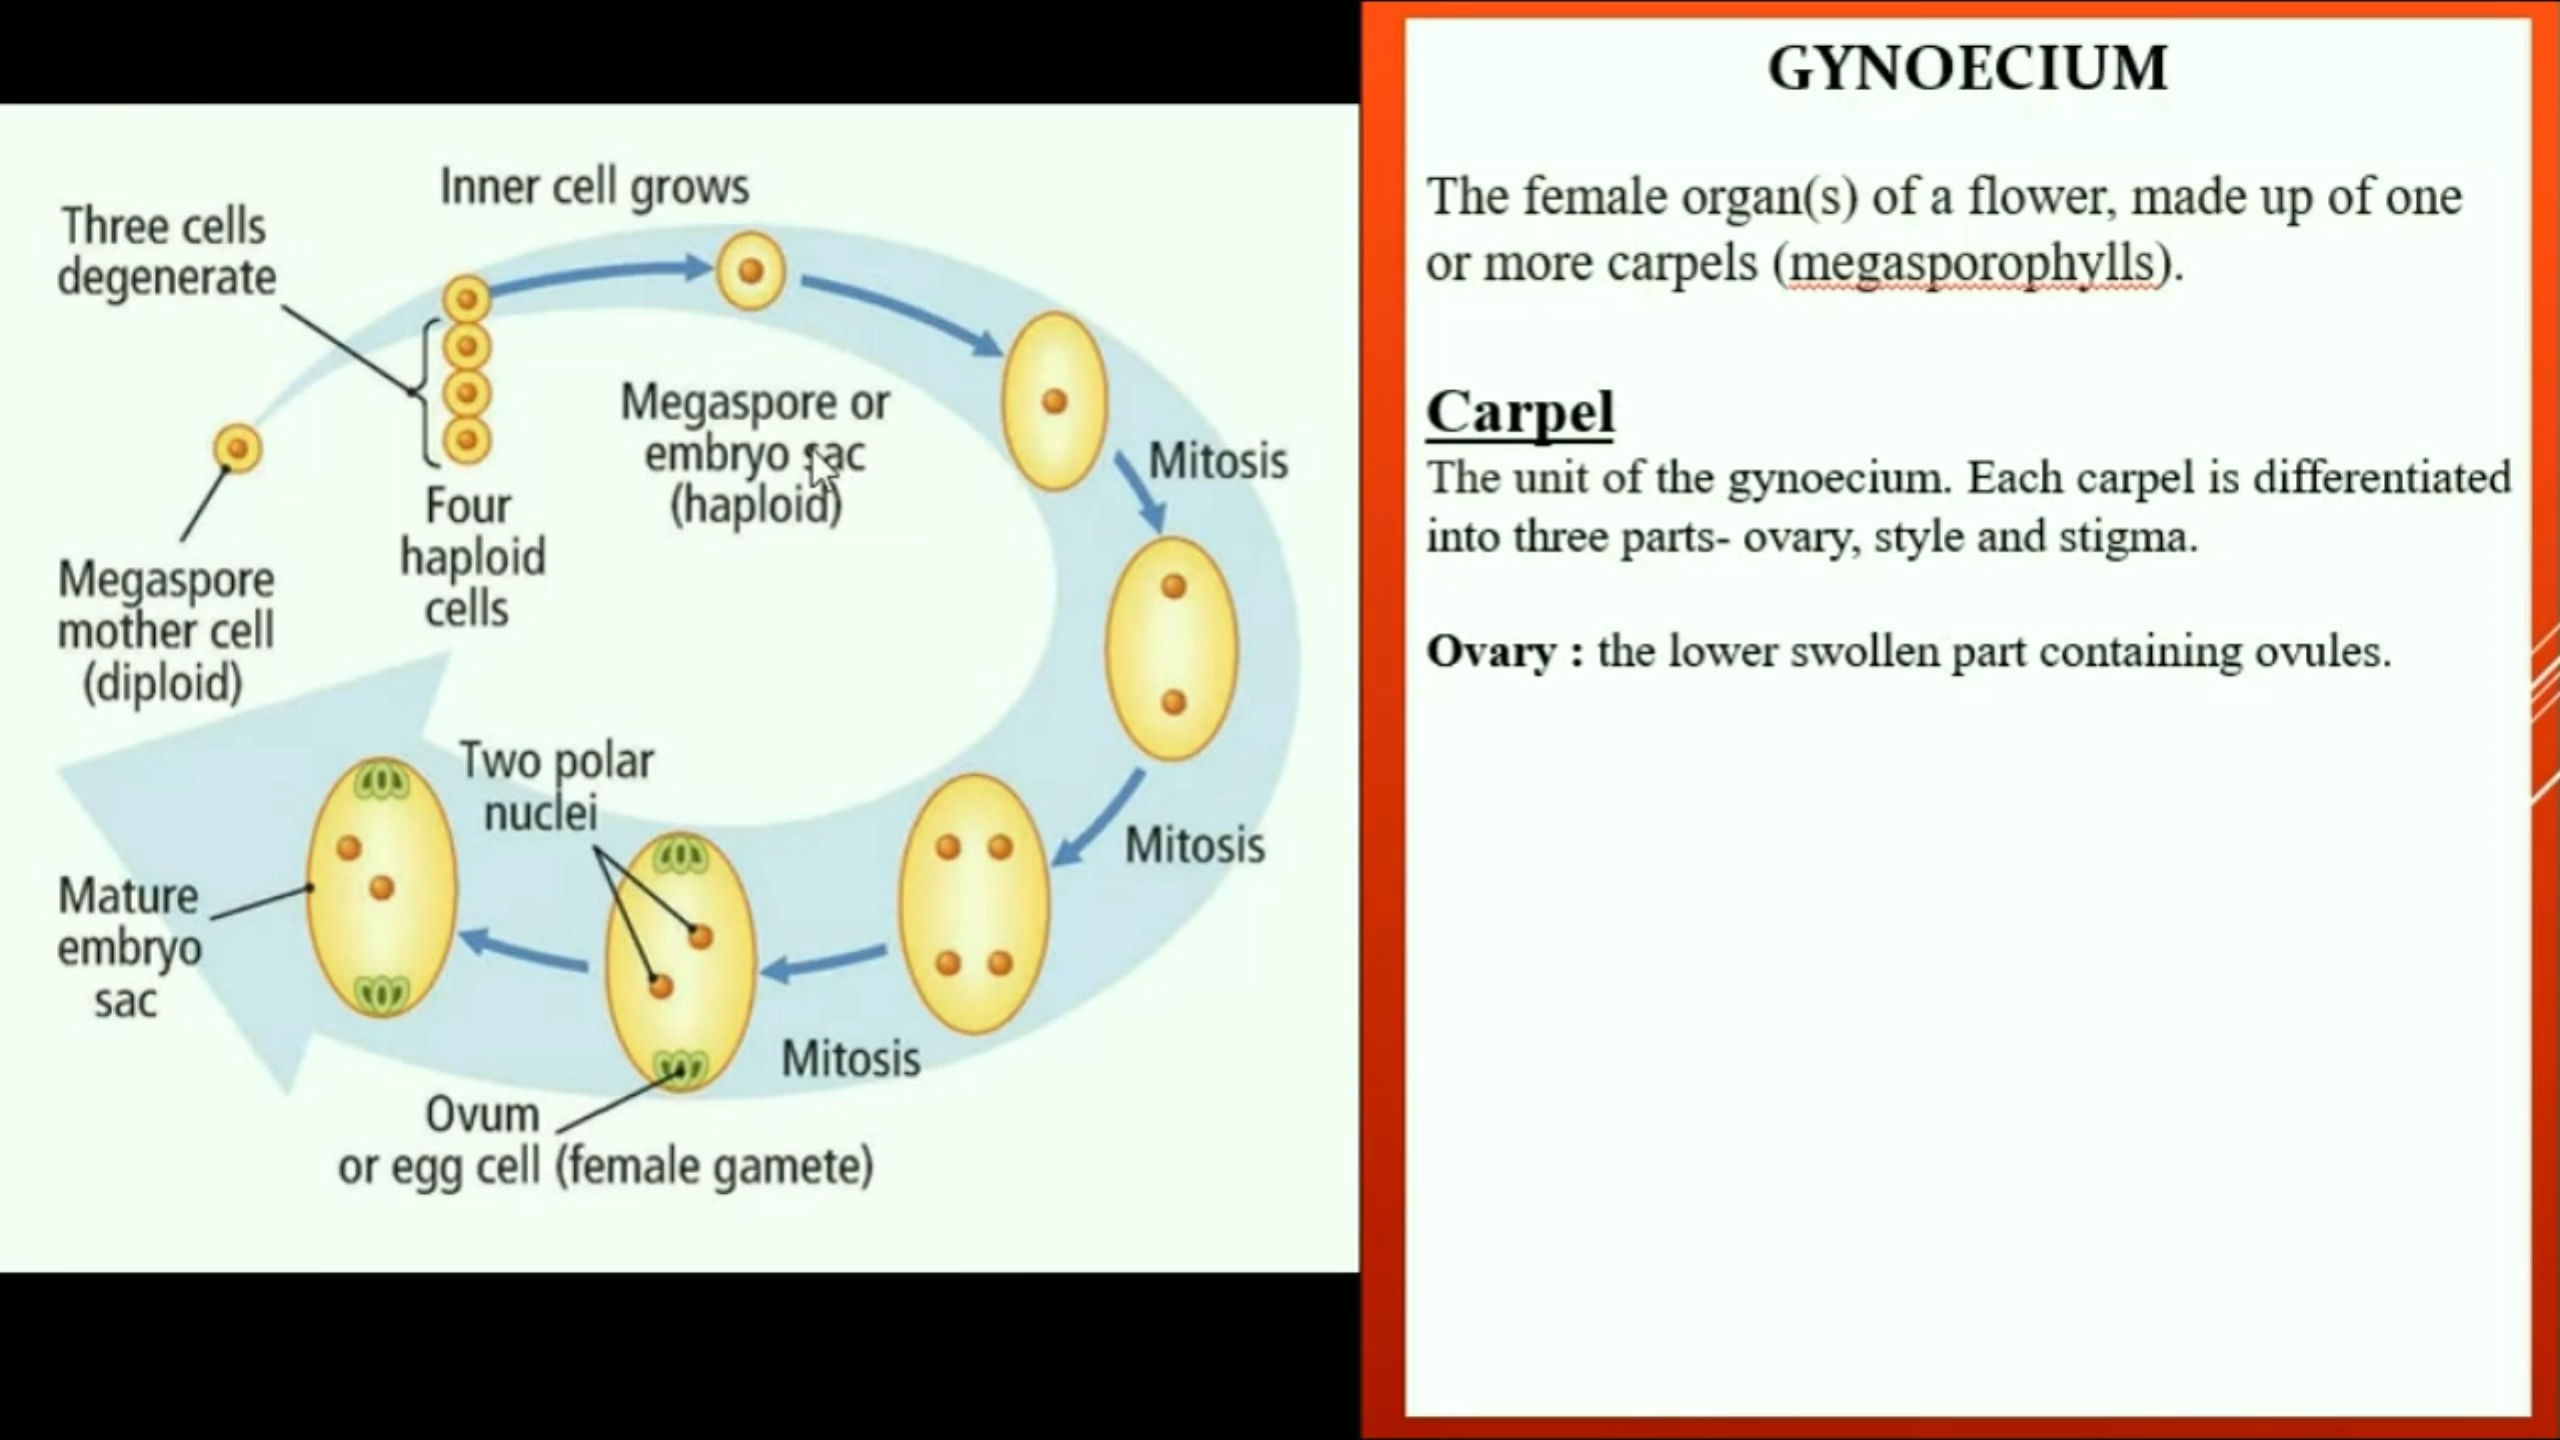 Inner cell grows
Three cells
degenerate
Megaspore or
embryo sac
(haploid)
Mitosis
Four
haploid
cells
Megaspore
mother cell
(diploid)
Two polar
nuclei
Mitosis
Mature
embryo
sac
Mitosis
Ovum
or egg cell (female gamete)
GYNOECIUM
The female organ(s) of a flower, made up of one
or more carpels (megasporophylls).
Carpel
The unit of the gynoecium. Each carpel is differentiated
into three parts- ovary, style and stigma.
Ovary : the lower swollen part containing ovules.